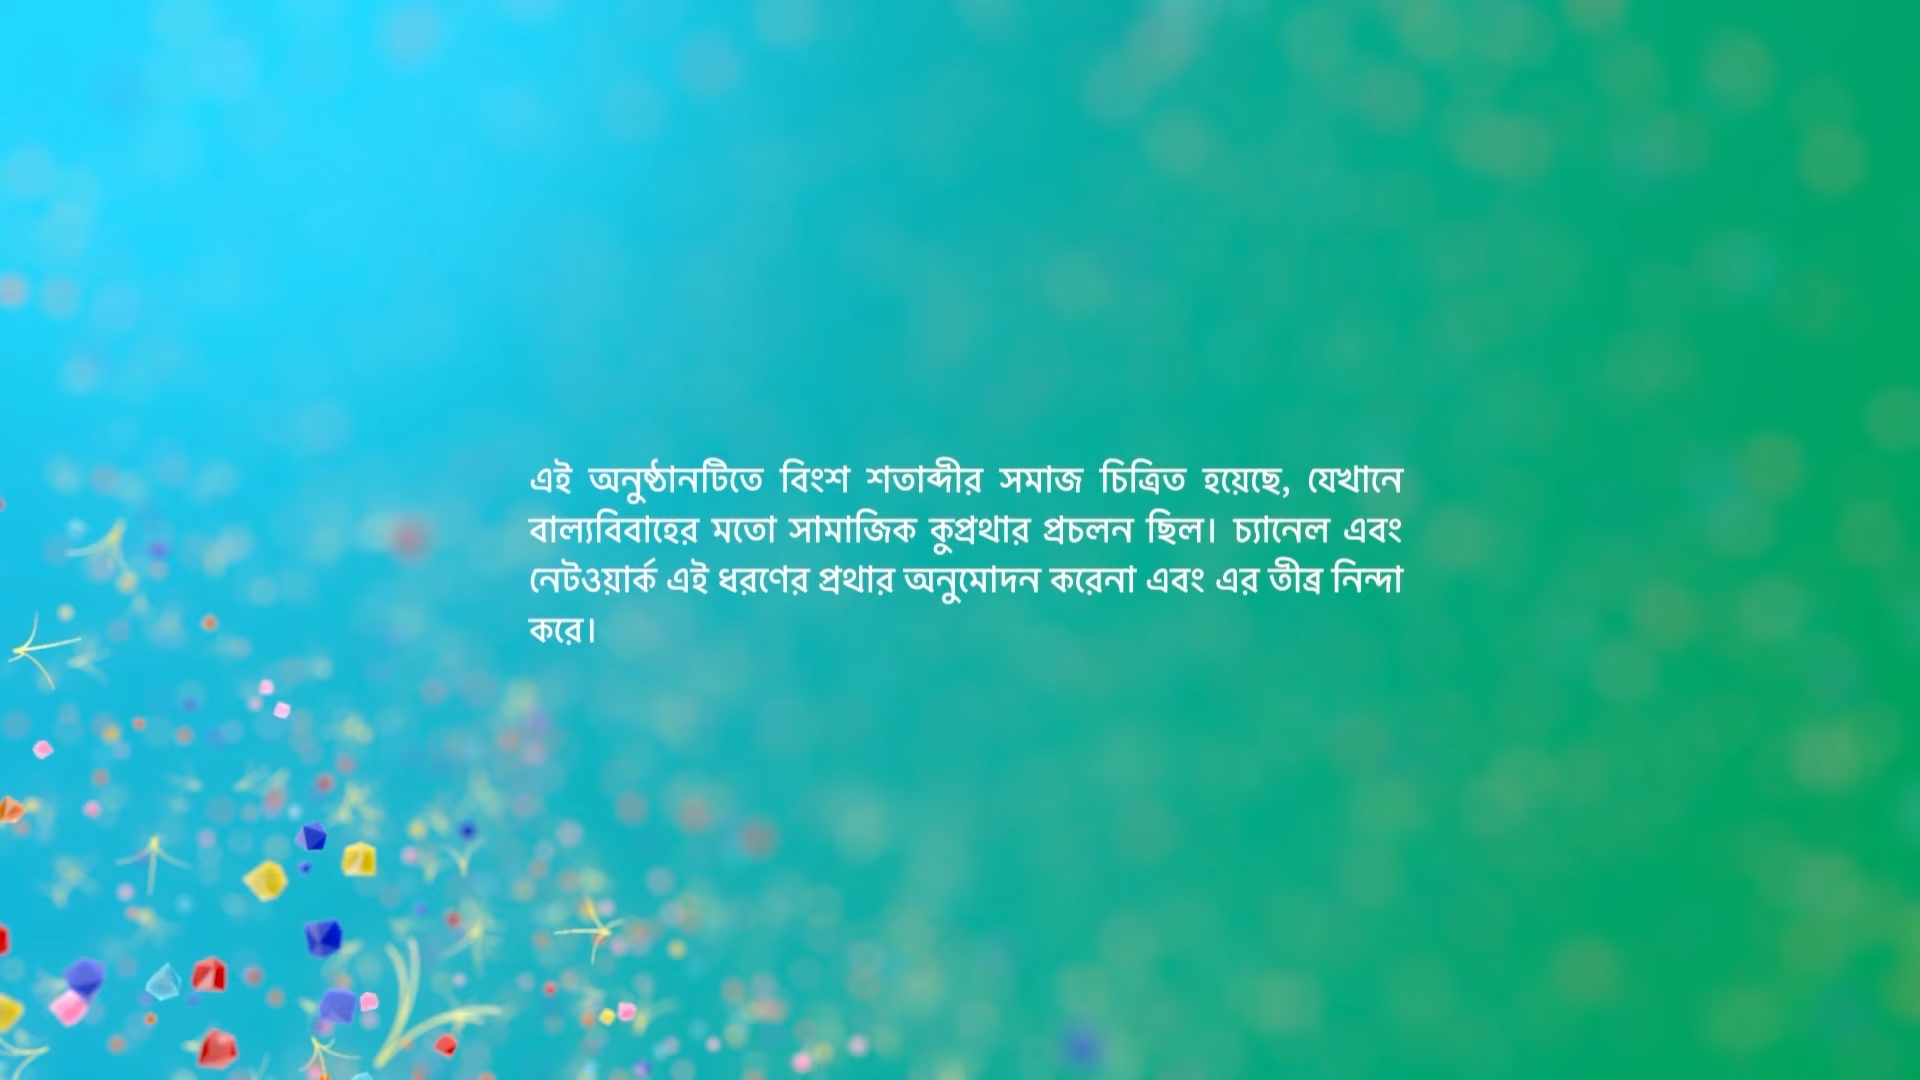 এই অনুষ্ঠানটিতে বিংশ শতাব্দীর সমাজ চিত্রিত হয়েছে, যেখানে
বাল্যবিবাহের মতো সামাজিক কুপ্রথার প্রচলন ছিল। চ্যানেল এবং
নেটওয়ার্ক এই ধরণের প্রথার অনুমোদন করেনা এবং এর তীব্র নিন্দা
করে।